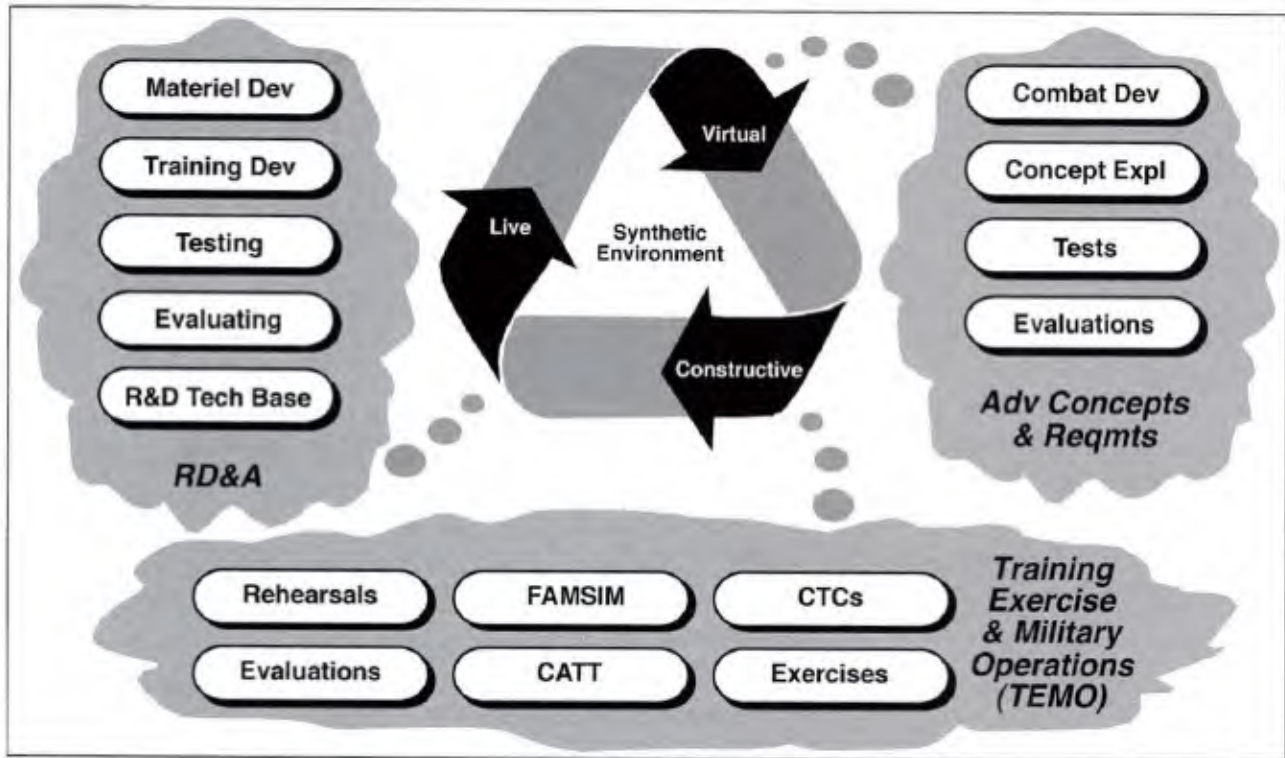 Materiel Dev
Training Dev
Testing
Evaluating
R&D Tech Base
RD&A
Virtual
Live
Synthetic
Environment
Constructive
Combat Dev
Concept Expl
Tests
Evaluations
Adv Concepts
& Reqmts
Rehearsals
FAMSIM
CTCs
Evaluations
CATT
Exercises
Training
Exercise
& Military
Operations
(TEMO)